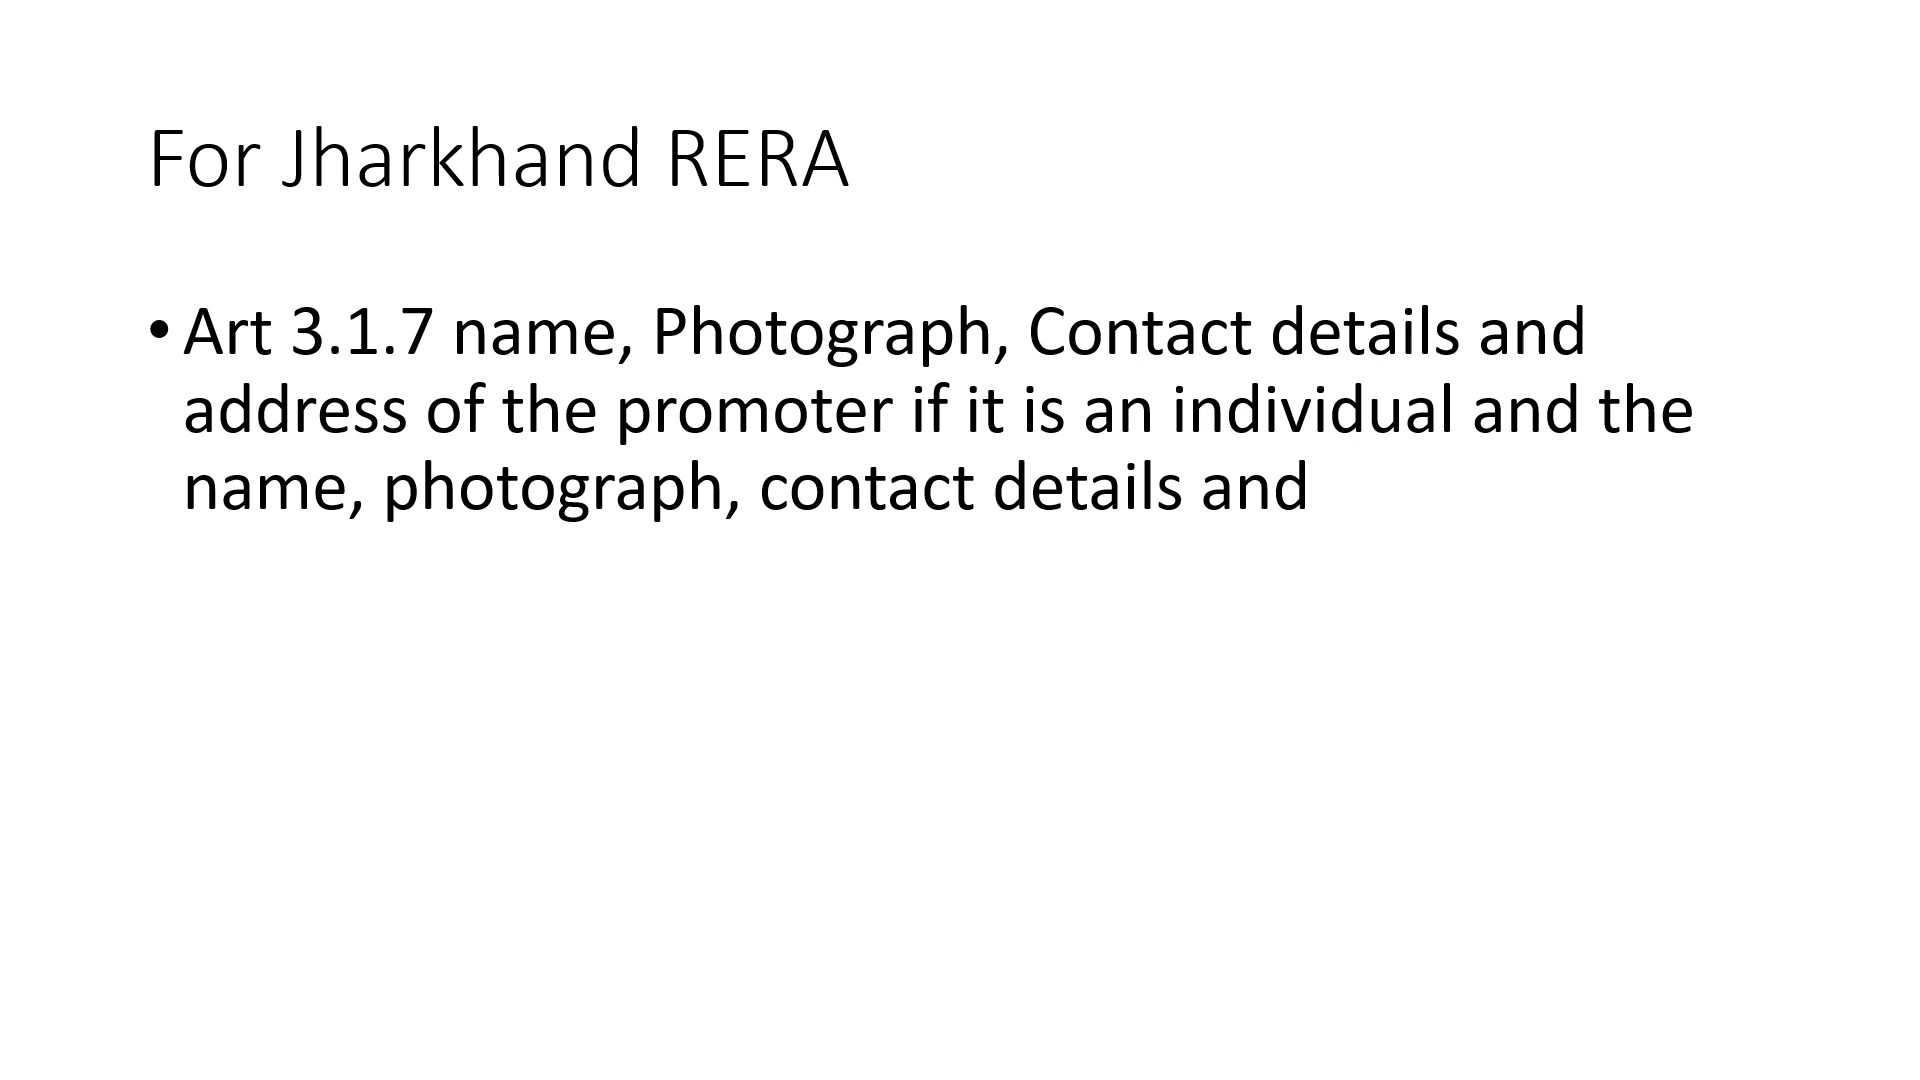 For Jharkhand RERA
• Art 3.1.7 name, Photograph, Contact details and
address of the promoter if it is an individual and the
name, photograph, contact details and